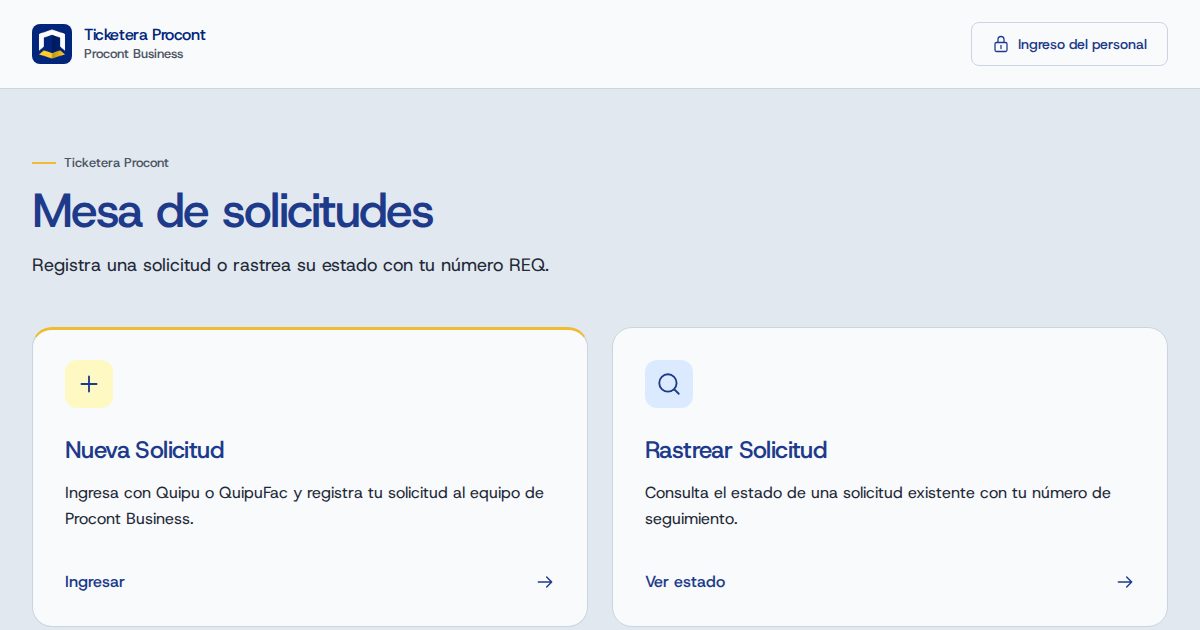 Ticketera Procont
Procont Business
Ingreso del personal
Ticketera Procont
Mesa de solicitudes
Registra una solicitud o rastrea su estado con tu número REQ.
Nueva Solicitud
Ingresa con Quipu o QuipuFac y registra tu solicitud al equipo de
Procont Business.
Ingresar
Rastrear Solicitud
Consulta el estado de una solicitud existente con tu número de
seguimiento.
Ver estado